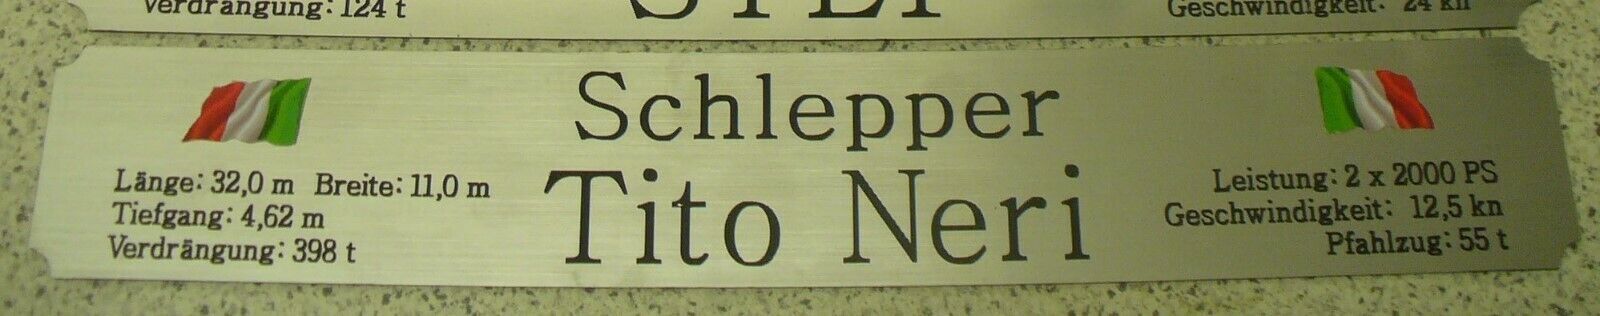 Verdrängung: 124 t
Geschwindigkeit: 24 kn
Schlepper
Tito Neri
Länge: 32,0 m Breite: 11,0 m
Tiefgang: 4,62 m
Verdrängung: 398 t
Leistung: 2 x 2000 PS
Geschwindigkeit: 12,5 kn
Pfahlzug: 55 t